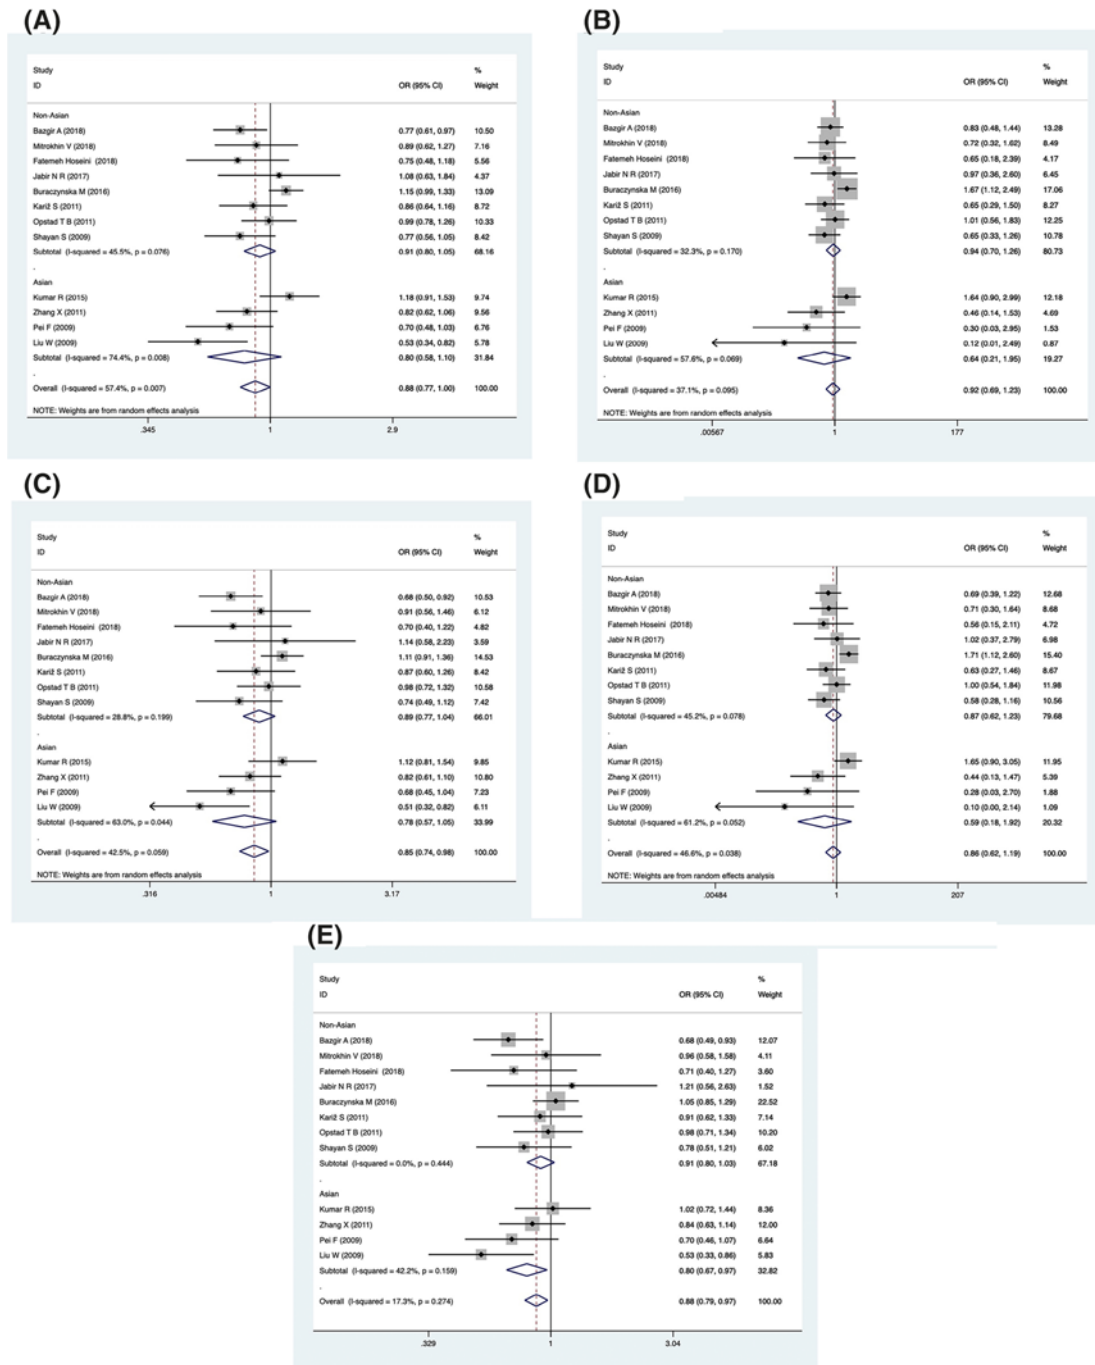 (A)
Study %
ID OR (95% CI) Weight
Non-Asian
Bazgir A (2018) 0.77 (0.61, 0.97) 10.50
Mitrokhin V (2018) 0.89 (0.62, 1.27) 7.16
Fatemeh Hoseini (2018) 0.75 (0.48, 1.18) 5.56
Jabir N R (2017) 1.08 (0.63, 1.84) 4.37
Buraczynska M (2016) 1.15 (0.99, 1.33) 13.09
Kariž S (2011) 0.86 (0.64, 1.16) 8.72
Opstad T B (2011) 0.99 (0.78, 1.26) 10.33
Shayan S (2009) 0.77 (0.56, 1.05) 8.42
Subtotal (I-squared = 45.5%, p = 0.076) 0.91 (0.80, 1.05) 68.16
.
Asian
Kumar R (2015) 1.18 (0.91, 1.53) 9.74
Zhang X (2011) 0.82 (0.62, 1.06) 9.56
Pei F (2009) 0.70 (0.48, 1.03) 6.76
Liu W (2009) 0.53 (0.34, 0.82) 5.78
Subtotal (I-squared = 74.4%, p = 0.008) 0.80 (0.58, 1.10) 31.84
.
Overall (I-squared = 57.4%, p = 0.007) 0.88 (0.77, 1.00) 100.00
NOTE: Weights are from random effects analysis
.345 1 2.9
(B)
Study %
ID OR (95% CI) Weight
Non-Asian
Bazgir A (2018) 0.83 (0.48, 1.44) 13.28
Mitrokhin V (2018) 0.72 (0.32, 1.62) 8.49
Fatemeh Hoseini (2018) 0.65 (0.18, 2.39) 4.17
Jabir N R (2017) 0.97 (0.36, 2.60) 6.45
Buraczynska M (2016) 1.67 (1.12, 2.49) 17.06
Kariž S (2011) 0.65 (0.29, 1.50) 8.27
Opstad T B (2011) 1.01 (0.56, 1.83) 12.25
Shayan S (2009) 0.65 (0.33, 1.26) 10.78
Subtotal (I-squared = 32.3%, p = 0.170) 0.94 (0.70, 1.26) 80.73
.
Asian
Kumar R (2015) 1.64 (0.90, 2.99) 12.18
Zhang X (2011) 0.46 (0.14, 1.53) 4.69
Pei F (2009) 0.30 (0.03, 2.95) 1.53
Liu W (2009) 0.12 (0.01, 2.49) 0.87
Subtotal (I-squared = 57.6%, p = 0.069) 0.64 (0.21, 1.95) 19.27
.
Overall (I-squared = 37.1%, p = 0.095) 0.92 (0.69, 1.23) 100.00
NOTE: Weights are from random effects analysis
.00567 1 177
(C)
Study %
ID OR (95% CI) Weight
Non-Asian
Bazgir A (2018) 0.68 (0.50, 0.92) 10.53
Mitrokhin V (2018) 0.91 (0.56, 1.46) 6.12
Fatemeh Hoseini (2018) 0.70 (0.40, 1.22) 4.82
Jabir N R (2017) 1.14 (0.58, 2.23) 3.59
Buraczynska M (2016) 1.11 (0.91, 1.36) 14.53
Kariž S (2011) 0.87 (0.60, 1.26) 8.42
Opstad T B (2011) 0.98 (0.72, 1.32) 10.58
Shayan S (2009) 0.74 (0.49, 1.12) 7.42
Subtotal (I-squared = 28.8%, p = 0.199) 0.89 (0.77, 1.04) 66.01
.
Asian
Kumar R (2015) 1.12 (0.81, 1.54) 9.85
Zhang X (2011) 0.82 (0.61, 1.10) 10.80
Pei F (2009) 0.68 (0.45, 1.04) 7.23
Liu W (2009) 0.51 (0.32, 0.82) 6.11
Subtotal (I-squared = 63.0%, p = 0.044) 0.78 (0.57, 1.05) 33.99
.
Overall (I-squared = 42.5%, p = 0.059) 0.85 (0.74, 0.98) 100.00
NOTE: Weights are from random effects analysis
.316 1 3.17
(D)
Study %
ID OR (95% CI) Weight
Non-Asian
Bazgir A (2018) 0.69 (0.39, 1.22) 12.68
Mitrokhin V (2018) 0.71 (0.30, 1.64) 8.68
Fatemeh Hoseini (2018) 0.56 (0.15, 2.11) 4.72
Jabir N R (2017) 1.02 (0.37, 2.79) 6.98
Buraczynska M (2016) 1.71 (1.12, 2.60) 15.40
Kariž S (2011) 0.63 (0.27, 1.46) 8.67
Opstad T B (2011) 1.00 (0.54, 1.84) 11.98
Shayan S (2009) 0.58 (0.28, 1.16) 10.56
Subtotal (I-squared = 45.2%, p = 0.078) 0.87 (0.62, 1.23) 79.68
.
Asian
Kumar R (2015) 1.65 (0.90, 3.05) 11.95
Zhang X (2011) 0.44 (0.13, 1.47) 5.39
Pei F (2009) 0.28 (0.03, 2.70) 1.88
Liu W (2009) 0.10 (0.00, 2.14) 1.09
Subtotal (I-squared = 61.2%, p = 0.052) 0.59 (0.18, 1.92) 20.32
.
Overall (I-squared = 46.6%, p = 0.038) 0.86 (0.62, 1.19) 100.00
NOTE: Weights are from random effects analysis
.00484 1 207
(E)
Study %
ID OR (95% CI) Weight
Non-Asian
Bazgir A (2018) 0.68 (0.49, 0.93) 12.07
Mitrokhin V (2018) 0.96 (0.58, 1.58) 4.11
Fatemeh Hoseini (2018) 0.71 (0.40, 1.27) 3.60
Jabir N R (2017) 1.21 (0.56, 2.63) 1.52
Buraczynska M (2016) 1.05 (0.85, 1.29) 22.52
Kariž S (2011) 0.91 (0.62, 1.33) 7.14
Opstad T B (2011) 0.98 (0.71, 1.34) 10.20
Shayan S (2009) 0.78 (0.51, 1.21) 6.02
Subtotal (I-squared = 0.0%, p = 0.444) 0.91 (0.80, 1.03) 67.18
.
Asian
Kumar R (2015) 1.02 (0.72, 1.44) 8.36
Zhang X (2011) 0.84 (0.63, 1.14) 12.00
Pei F (2009) 0.70 (0.46, 1.07) 6.64
Liu W (2009) 0.53 (0.33, 0.86) 5.83
Subtotal (I-squared = 42.2%, p = 0.159) 0.80 (0.67, 0.97) 32.82
.
Overall (I-squared = 17.3%, p = 0.274) 0.88 (0.79, 0.97) 100.00
.329 1 3.04